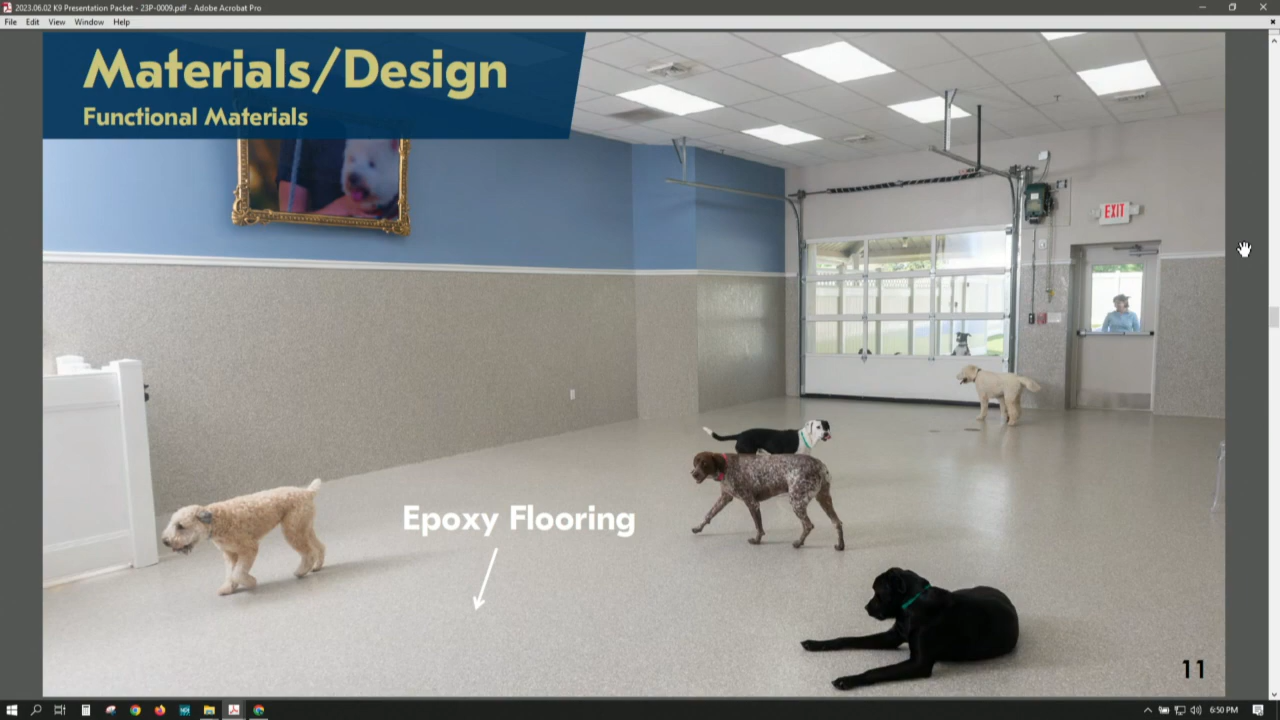 2023.06.02 K9 Presentation Packet - 23P-0009.pdf - Adobe Acrobat Pro
File Edit View Window Help
Materials/Design
Functional Materials
EXIT
Epoxy Flooring
11
6:50 PM